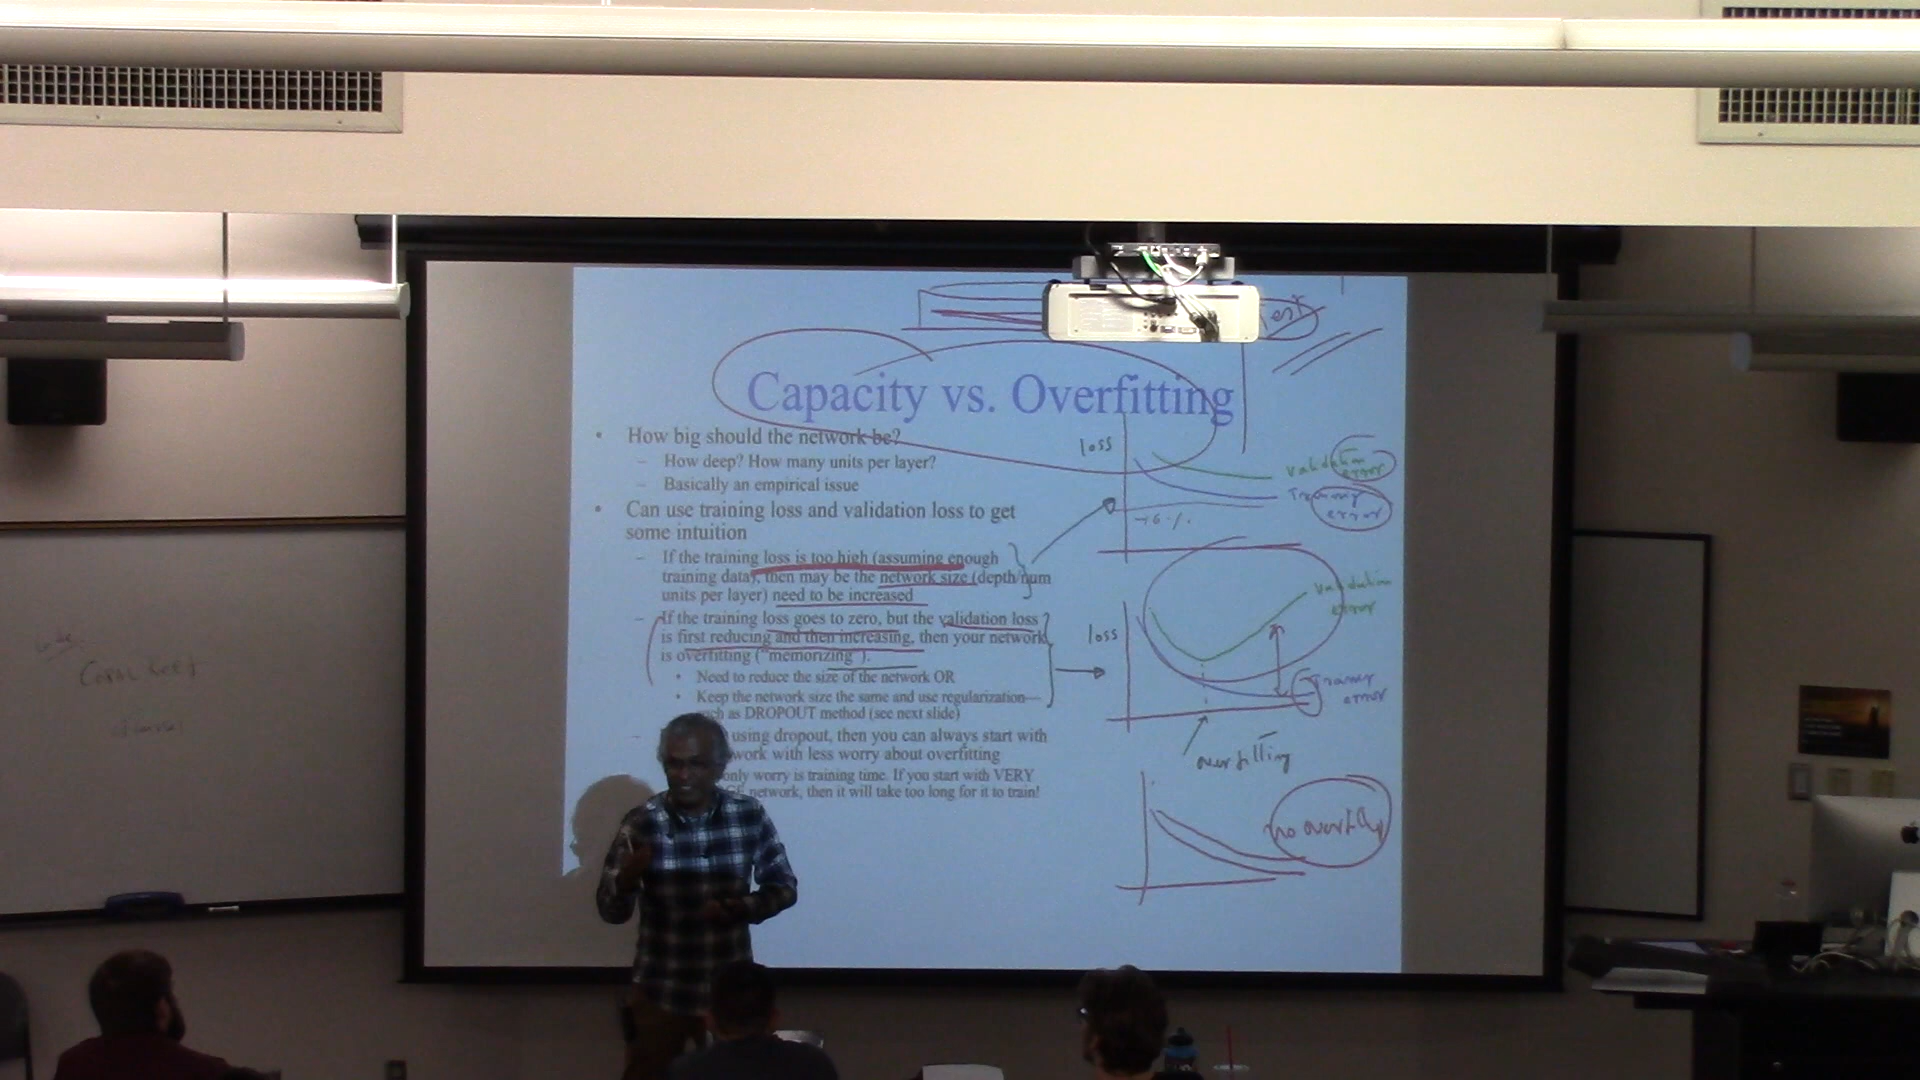 Test
Capacity vs. Overfitting
• How big should the network be?
– How deep? How many units per layer?
– Basically an empirical issue
• Can use training loss and validation loss to get
some intuition
– If the training loss is too high (assuming enough
training data), then may be the network size (depth/num
units per layer) need to be increased
– If the training loss goes to zero, but the validation loss
is first reducing and then increasing, then your network
is overfitting ("memorizing").
• Need to reduce the size of the network OR
• Keep the network size the same and use regularization—
such as DROPOUT method (see next slide)
– using dropout, then you can always start with
work with less worry about overfitting
only worry is training time. If you start with VERY
network, then it will take too long for it to train!
loss
validation
error
Training
error
loss
validation
error
Training
error
overfitting
no overfitting